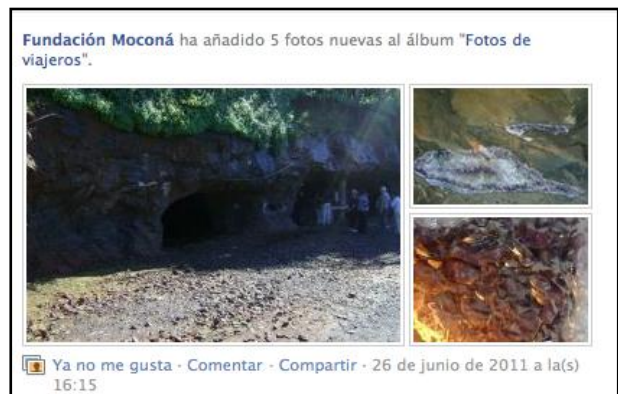 Fundación Moconá ha añadido 5 fotos nuevas al álbum "Fotos de
viajeros".
Ya no me gusta · Comentar · Compartir · 26 de junio de 2011 a la(s)
16:15